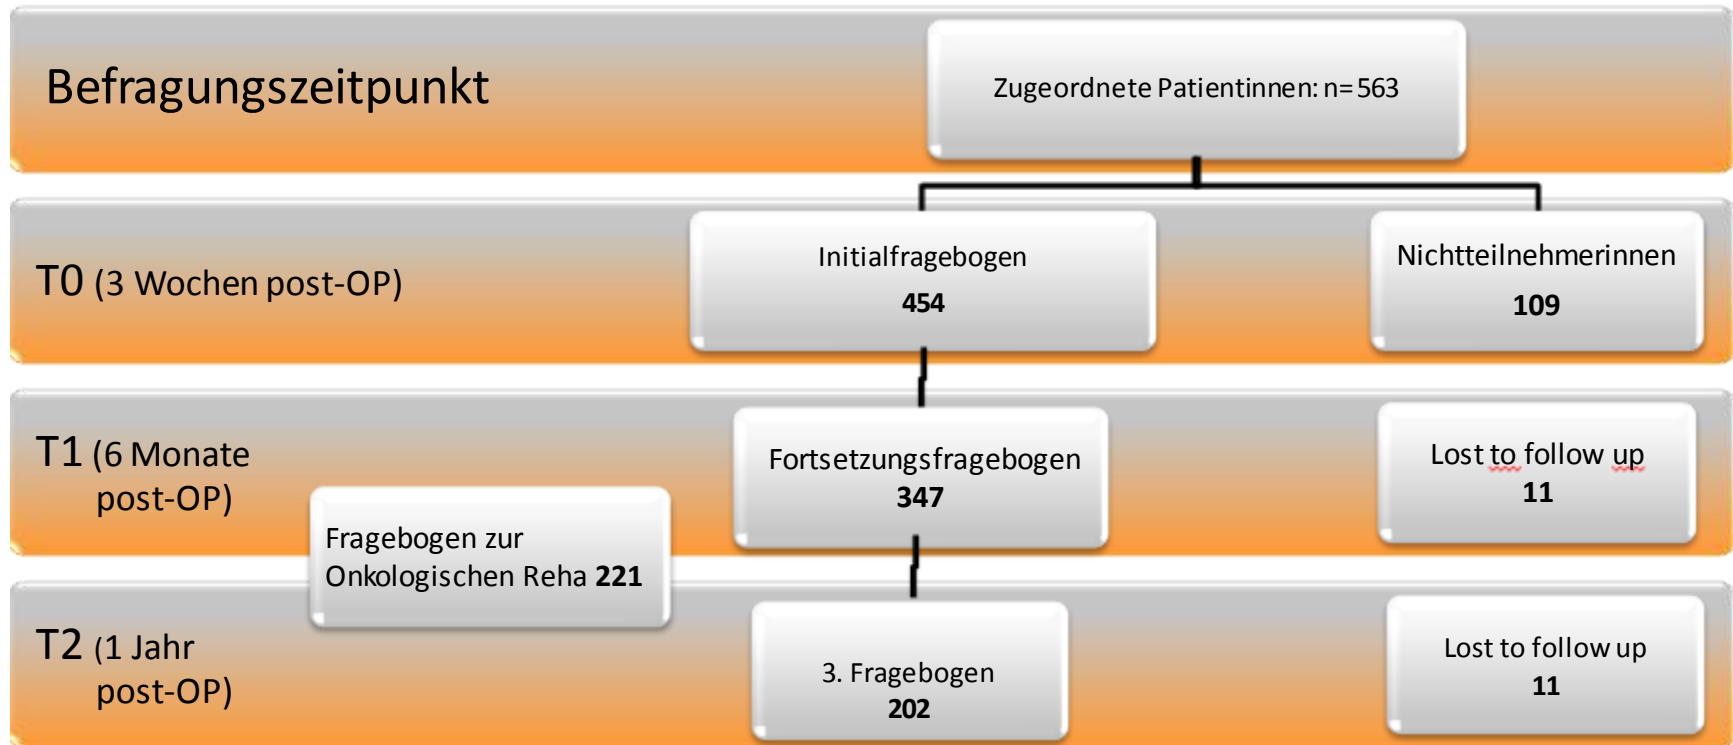 Befragungszeitpunkt
Zugeordnete Patientinnen: n=563
T0 (3 Wochen post-OP)
Initialfragebogen
454
Nichtteilnehmerinnen
109
T1 (6 Monate
post-OP)
Fortsetzungsfragebogen
347
Lost to follow up
11
Fragebogen zur
Onkologischen Reha 221
T2 (1 Jahr
post-OP)
3. Fragebogen
202
Lost to follow up
11